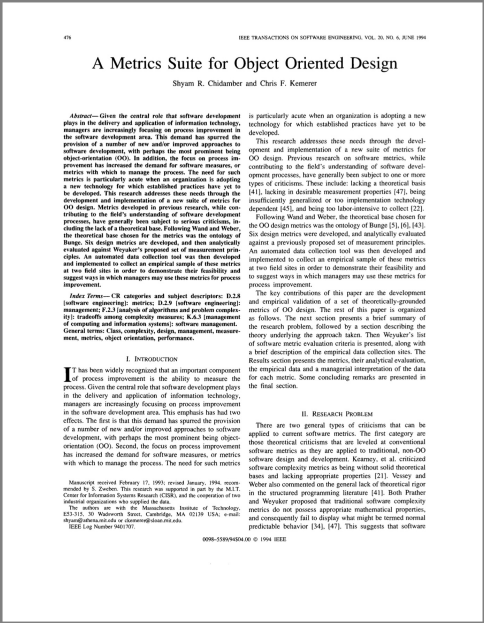 476
IEEE TRANSACTIONS ON SOFTWARE ENGINEERING, VOL. 20, NO. 6, JUNE 1994
A Metrics Suite for Object Oriented Design
Shyam R. Chidamber and Chris F. Kemerer
Abstract—Given the central role that software development
plays in the delivery and application of information technology,
managers are increasingly focusing on process improvement in
the software development area. This demand has spurred the
provision of a number of new and/or improved approaches to
software development, with perhaps the most prominent being
object-orientation (OO). In addition, the focus on process im-
provement has increased the demand for software measures, or
metrics with which to manage the process. The need for such
metrics is particularly acute when an organization is adopting
a new technology for which established practices have yet to
be developed. This research addresses these needs through the
development and implementation of a new suite of metrics for
OO design. Metrics developed in previous research, while con-
tributing to the field's understanding of software development
processes, have generally been subject to serious criticisms, in-
cluding the lack of a theoretical base. Following Wand and Weber,
the theoretical base chosen for the metrics was the ontology of
Bunge. Six design metrics are developed, and then analytically
evaluated against Weyuker's proposed set of measurement prin-
ciples. An automated data collection tool was then developed
and implemented to collect an empirical sample of these metrics
at two field sites in order to demonstrate their feasibility and
suggest ways in which managers may use these metrics for process
improvement.
Index Terms—CR categories and subject descriptors: D.2.8
[software engineering]: metrics; D.2.9 [software engineering]:
management; F.2.3 [analysis of algorithms and problem complex-
ity]: tradeoffs among complexity measures; K.6.3 [management
of computing and information systems]: software management.
General terms: Class, complexity, design, management, measure-
ment, metrics, object orientation, performance.
I. INTRODUCTION
IT has been widely recognized that an important component
of process improvement is the ability to measure the
process. Given the central role that software development plays
in the delivery and application of information technology,
managers are increasingly focusing on process improvement
in the software development area. This emphasis has had two
effects. The first is that this demand has spurred the provision
of a number of new and/or improved approaches to software
development, with perhaps the most prominent being object-
orientation (OO). Second, the focus on process improvement
has increased the demand for software measures, or metrics
with which to manage the process. The need for such metrics
Manuscript received February 17, 1993; revised January, 1994, recom-
mended by S. Zweben. This research was supported in part by the M.I.T.
Center for Information Systems Research (CISR), and the cooperation of two
industrial organizations who supplied the data.
The authors are with the Massachusetts Institute of Technology,
E53-315, 30 Wadsworth Street, Cambridge, MA 02139 USA; e-mail:
shyam@athena.mit.edu or ckemerer@sloan.mit.edu.
IEEE Log Number 9401707.
is particularly acute when an organization is adopting a new
technology for which established practices have yet to be
developed.
This research addresses these needs through the devel-
opment and implementation of a new suite of metrics for
OO design. Previous research on software metrics, while
contributing to the field's understanding of software devel-
opment processes, have generally been subject to one or more
types of criticisms. These include: lacking a theoretical basis
[41], lacking in desirable measurement properties [47], being
insufficiently generalized or too implementation technology
dependent [45], and being too labor-intensive to collect [22].
Following Wand and Weber, the theoretical base chosen for
the OO design metrics was the ontology of Bunge [5], [6], [43].
Six design metrics were developed, and analytically evaluated
against a previously proposed set of measurement principles.
An automated data collection tool was then developed and
implemented to collect an empirical sample of these metrics
at two field sites in order to demonstrate their feasibility and
to suggest ways in which managers may use these metrics for
process improvement.
The key contributions of this paper are the development
and empirical validation of a set of theoretically-grounded
metrics of OO design. The rest of this paper is organized
as follows. The next section presents a brief summary of
the research problem, followed by a section describing the
theory underlying the approach taken. Then Weyuker's list
of software metric evaluation criteria is presented, along with
a brief description of the empirical data collection sites. The
Results section presents the metrics, their analytical evaluation,
the empirical data and a managerial interpretation of the data
for each metric. Some concluding remarks are presented in
the final section.
II. RESEARCH PROBLEM
There are two general types of criticisms that can be
applied to current software metrics. The first category are
those theoretical criticisms that are leveled at conventional
software metrics as they are applied to traditional, non-OO
software design and development. Kearney, et al. criticized
software complexity metrics as being without solid theoretical
bases and lacking appropriate properties [21]. Vessey and
Weber also commented on the general lack of theoretical rigor
in the structured programming literature [41]. Both Prather
and Weyuker proposed that traditional software complexity
metrics do not possess appropriate mathematical properties,
and consequently fail to display what might be termed normal
predictable behavior [34], [47]. This suggests that software
0098-5589/94$04.00 © 1994 IEEE